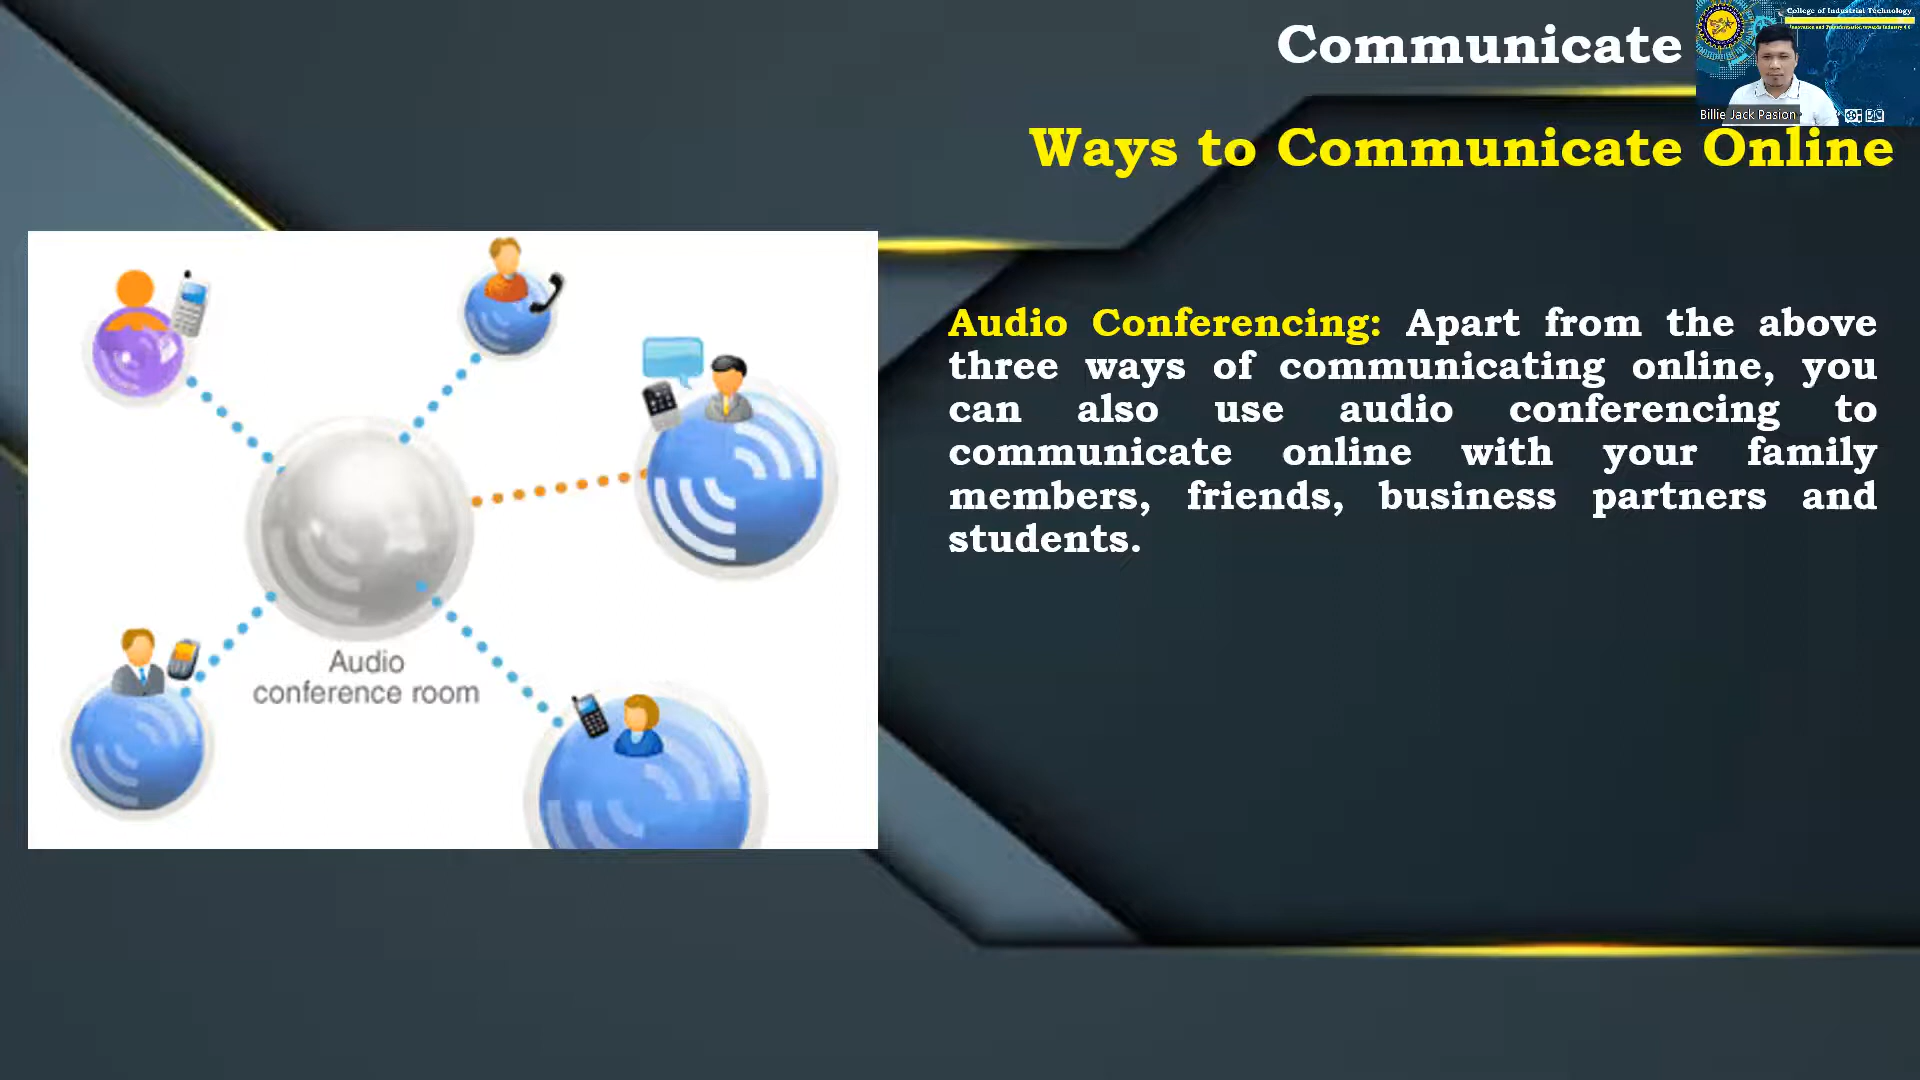 Communicate
College of Industrial Technology
Billie Jack Pasion
Ways to Communicate Online
Audio Conferencing: Apart from the above
three ways of communicating online, you
can also use audio conferencing to
communicate online with your family
members, friends, business partners and
students.
Audio
conference room